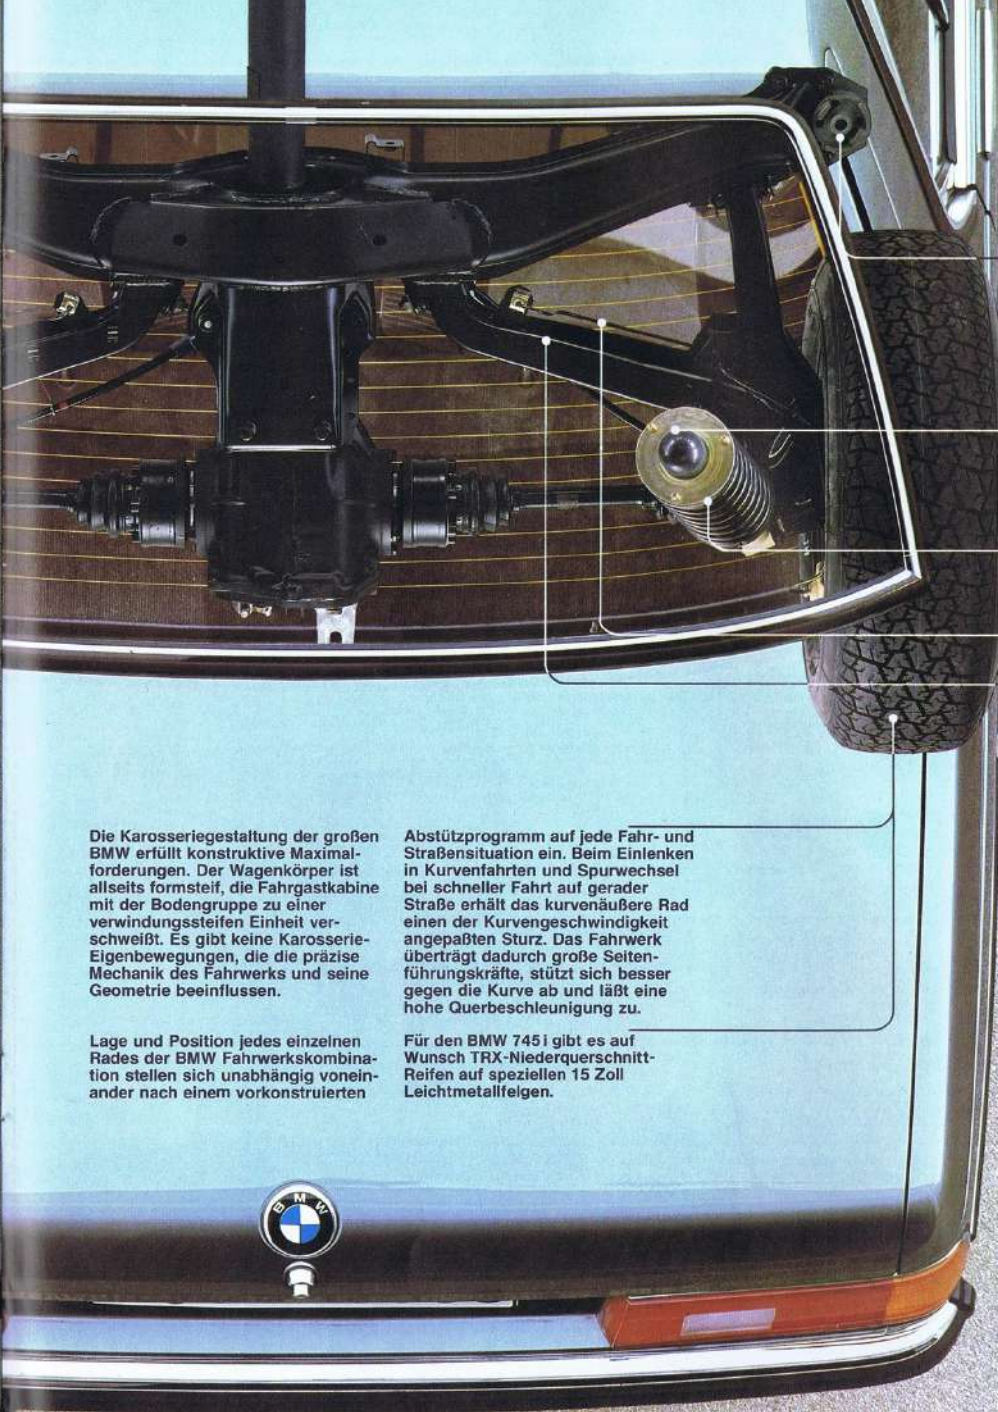 Die Karosseriegestaltung der großen
BMW erfüllt konstruktive Maximal-
forderungen. Der Wagenkörper ist
allseits formsteif, die Fahrgastkabine
mit der Bodengruppe zu einer
verwindungssteifen Einheit ver-
schweißt. Es gibt keine Karosserie-
Eigenbewegungen, die die präzise
Mechanik des Fahrwerks und seine
Geometrie beeinflussen.
Lage und Position jedes einzelnen
Rades der BMW Fahrwerkskombina-
tion stellen sich unabhängig vonein-
ander nach einem vorkonstruierten
Abstützprogramm auf jede Fahr- und
Straßensituation ein. Beim Einlenken
in Kurvenfahrten und Spurwechsel
bei schneller Fahrt auf gerader
Straße erhält das kurvenäußere Rad
einen der Kurvengeschwindigkeit
angepaßten Sturz. Das Fahrwerk
überträgt dadurch große Seiten-
führungskräfte, stützt sich besser
gegen die Kurve ab und läßt eine
hohe Querbeschleunigung zu.
Für den BMW 745i gibt es auf
Wunsch TRX-Niederquerschnitt-
Reifen auf speziellen 15 Zoll
Leichtmetallfelgen.
BMW